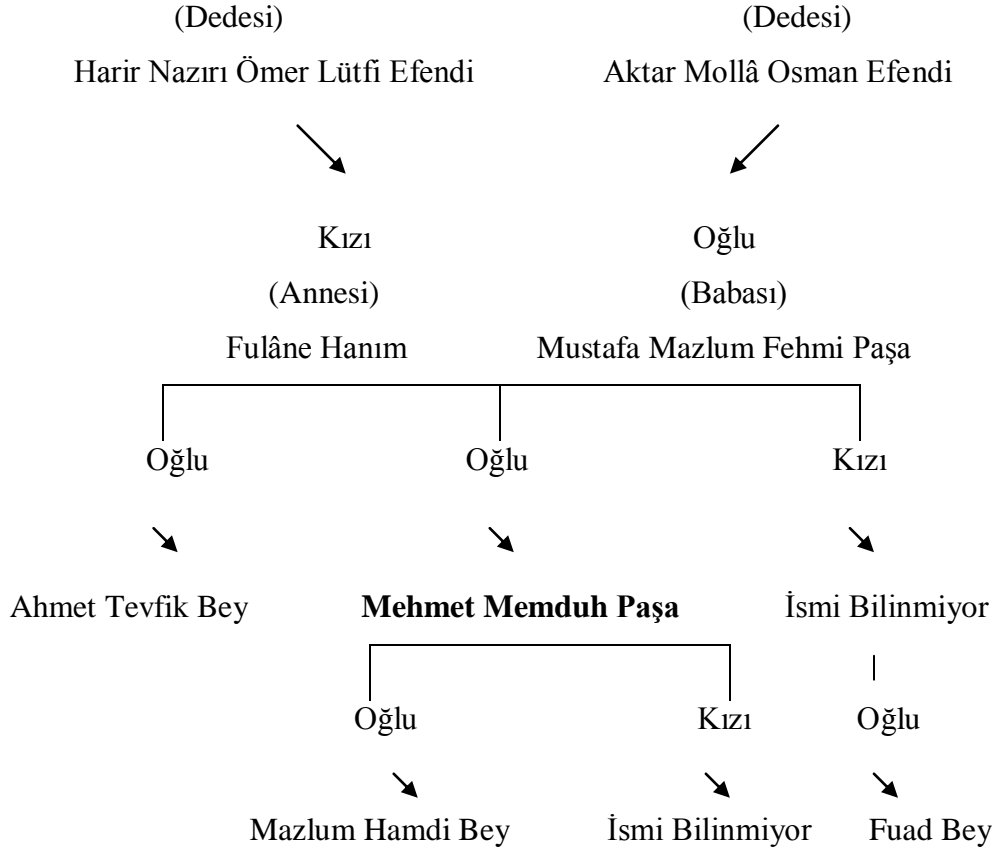 (Dedesi) (Dedesi)
Harir Nazırı Ömer Lütfi Efendi Aktar Mollâ Osman Efendi
Kızı Oğlu
(Annesi) (Babası)
Fulâne Hanım Mustafa Mazlum Fehmi Paşa
Oğlu Oğlu Kızı
Ahmet Tevfik Bey Mehmet Memduh Paşa İsmi Bilinmiyor
Oğlu Kızı Oğlu
Mazlum Hamdi Bey İsmi Bilinmiyor Fuad Bey